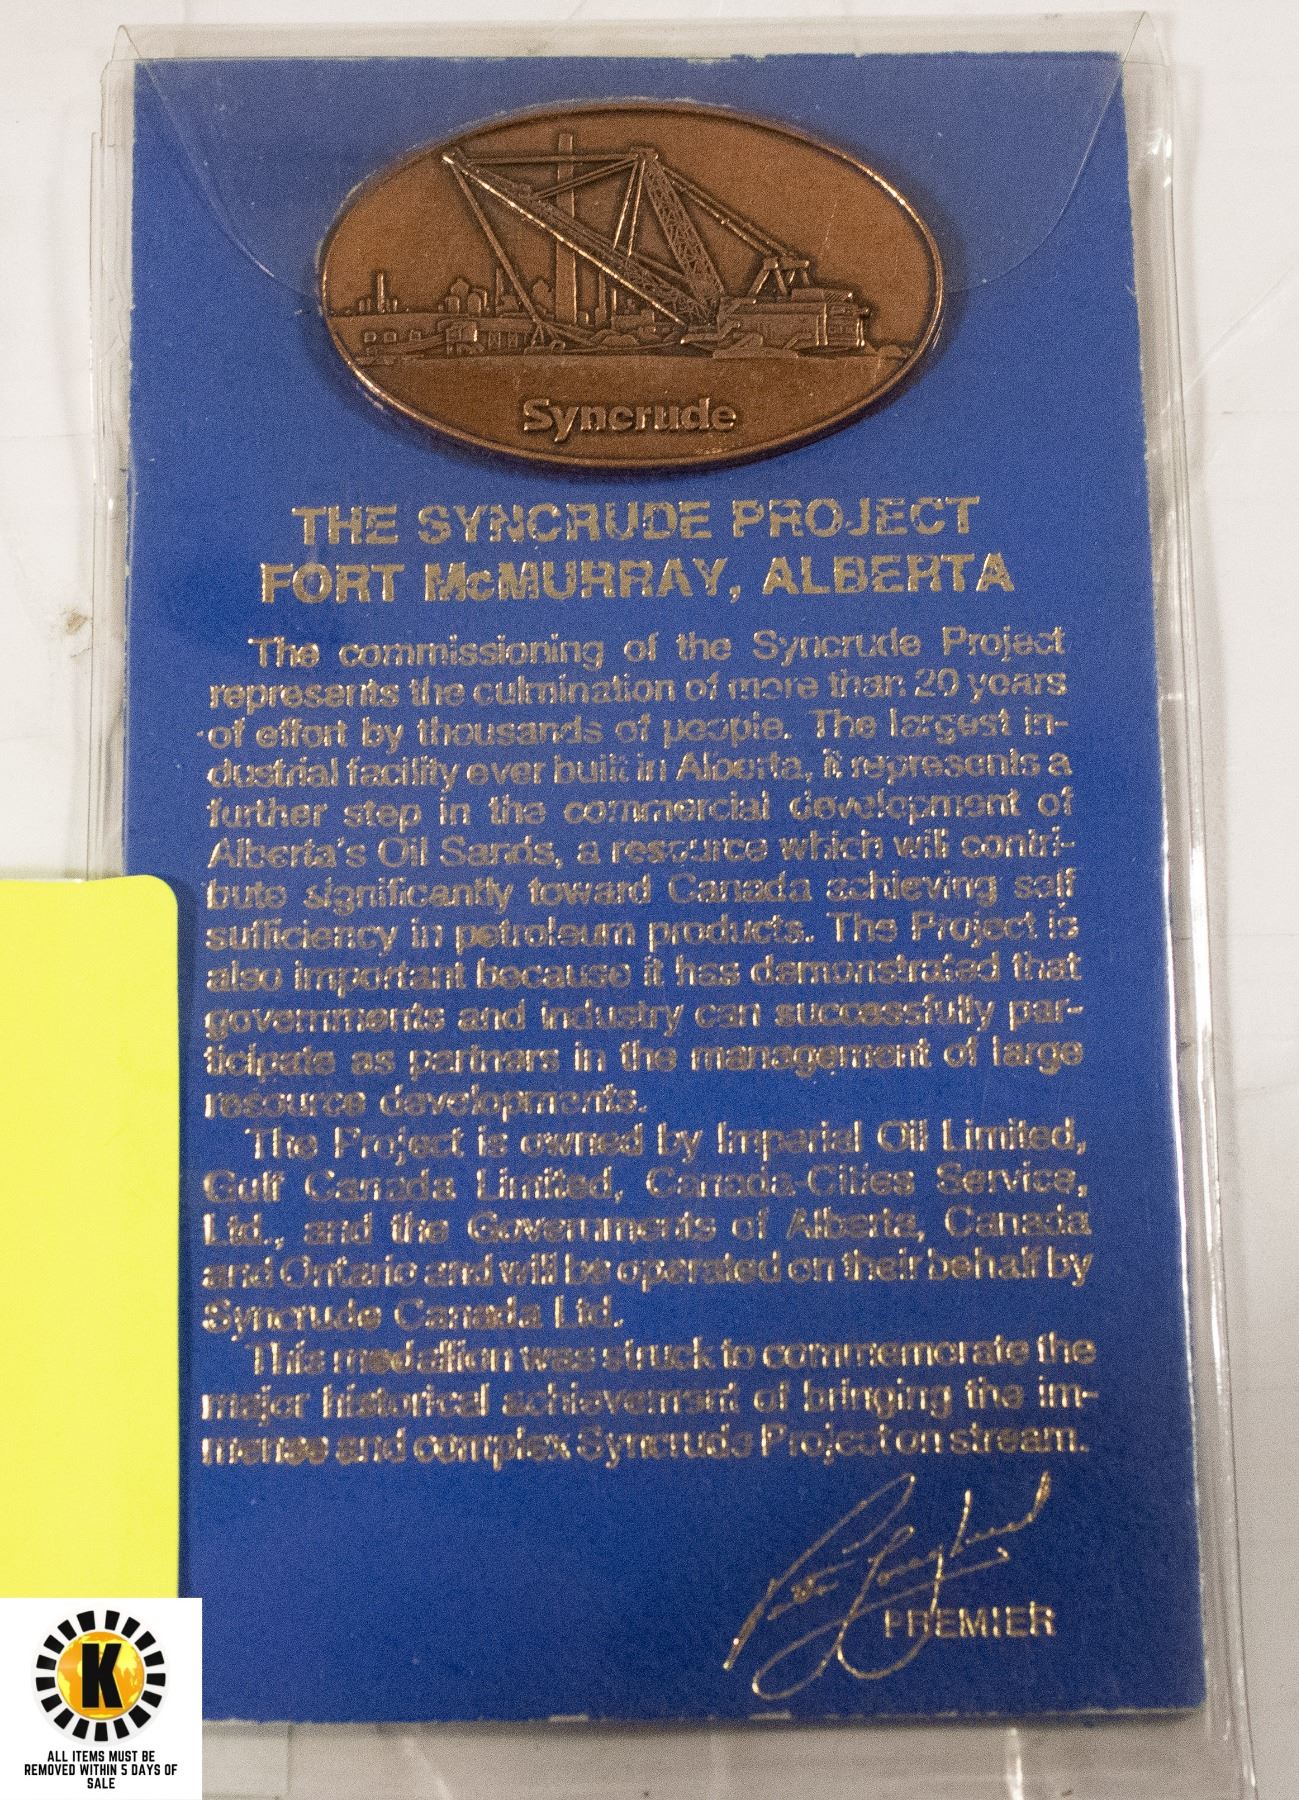 Syncrude
THE SYNCRUDE PROJECT
FORT McMURRAY, ALBERTA
The commissioning of the Syncrude Project
represents the culmination of more than 20 years
of effort by thousands of people. The largest in-
dustrial facility ever built in Alberta, it represents a
further step in the commercial development of
Alberta's Oil Sands, a resource which will contri-
bute significantly toward Canada achieving self
sufficiency in petroleum products. The Project is
also important because it has demonstrated that
governments and industry can successfully par-
ticipate as partners in the management of large
resource developments.
The Project is owned by Imperial Oil Limited,
Gulf Canada Limited, Canada-Cities Service,
Ltd., and the Governments of Alberta, Canada
and Ontario and will be operated on their behalf by
Syncrude Canada Ltd.
This medallion was struck to commemorate the
major historical achievement of bringing the im-
mense and complex Syncrude Project on stream.
Peter Lougheed
PREMIER
K
ALL ITEMS MUST BE
REMOVED WITHIN 5 DAYS OF
SALE